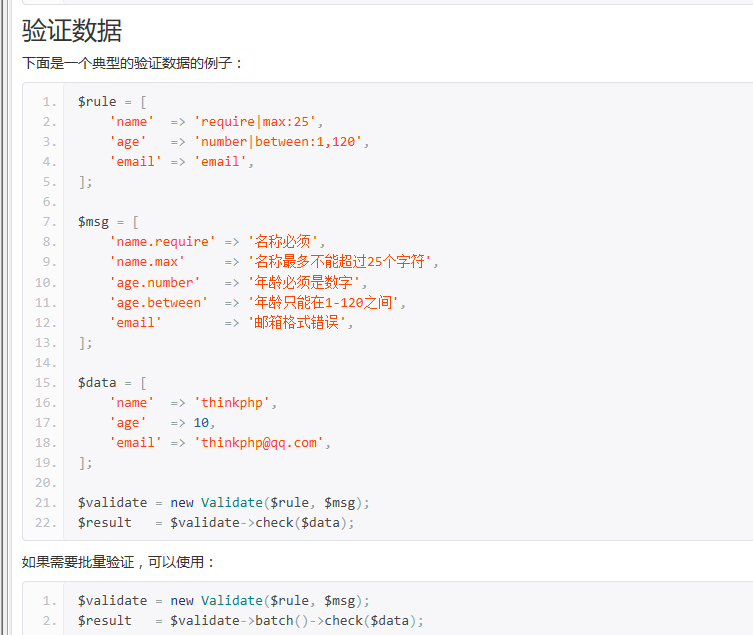 验证数据
下面是一个典型的验证数据的例子：
1. $rule = [
2.     'name'  => 'require|max:25',
3.     'age'   => 'number|between:1,120',
4.     'email' => 'email',
5. ];
6.
7. $msg = [
8.     'name.require' => '名称必须',
9.     'name.max'     => '名称最多不能超过25个字符',
10.     'age.number'   => '年龄必须是数字',
11.     'age.between'  => '年龄只能在1-120之间',
12.     'email'        => '邮箱格式错误',
13. ];
14.
15. $data = [
16.     'name'  => 'thinkphp',
17.     'age'   => 10,
18.     'email' => 'thinkphp@qq.com',
19. ];
20.
21. $validate = new Validate($rule, $msg);
22. $result   = $validate->check($data);
如果需要批量验证，可以使用：
1. $validate = new Validate($rule, $msg);
2. $result   = $validate->batch()->check($data);